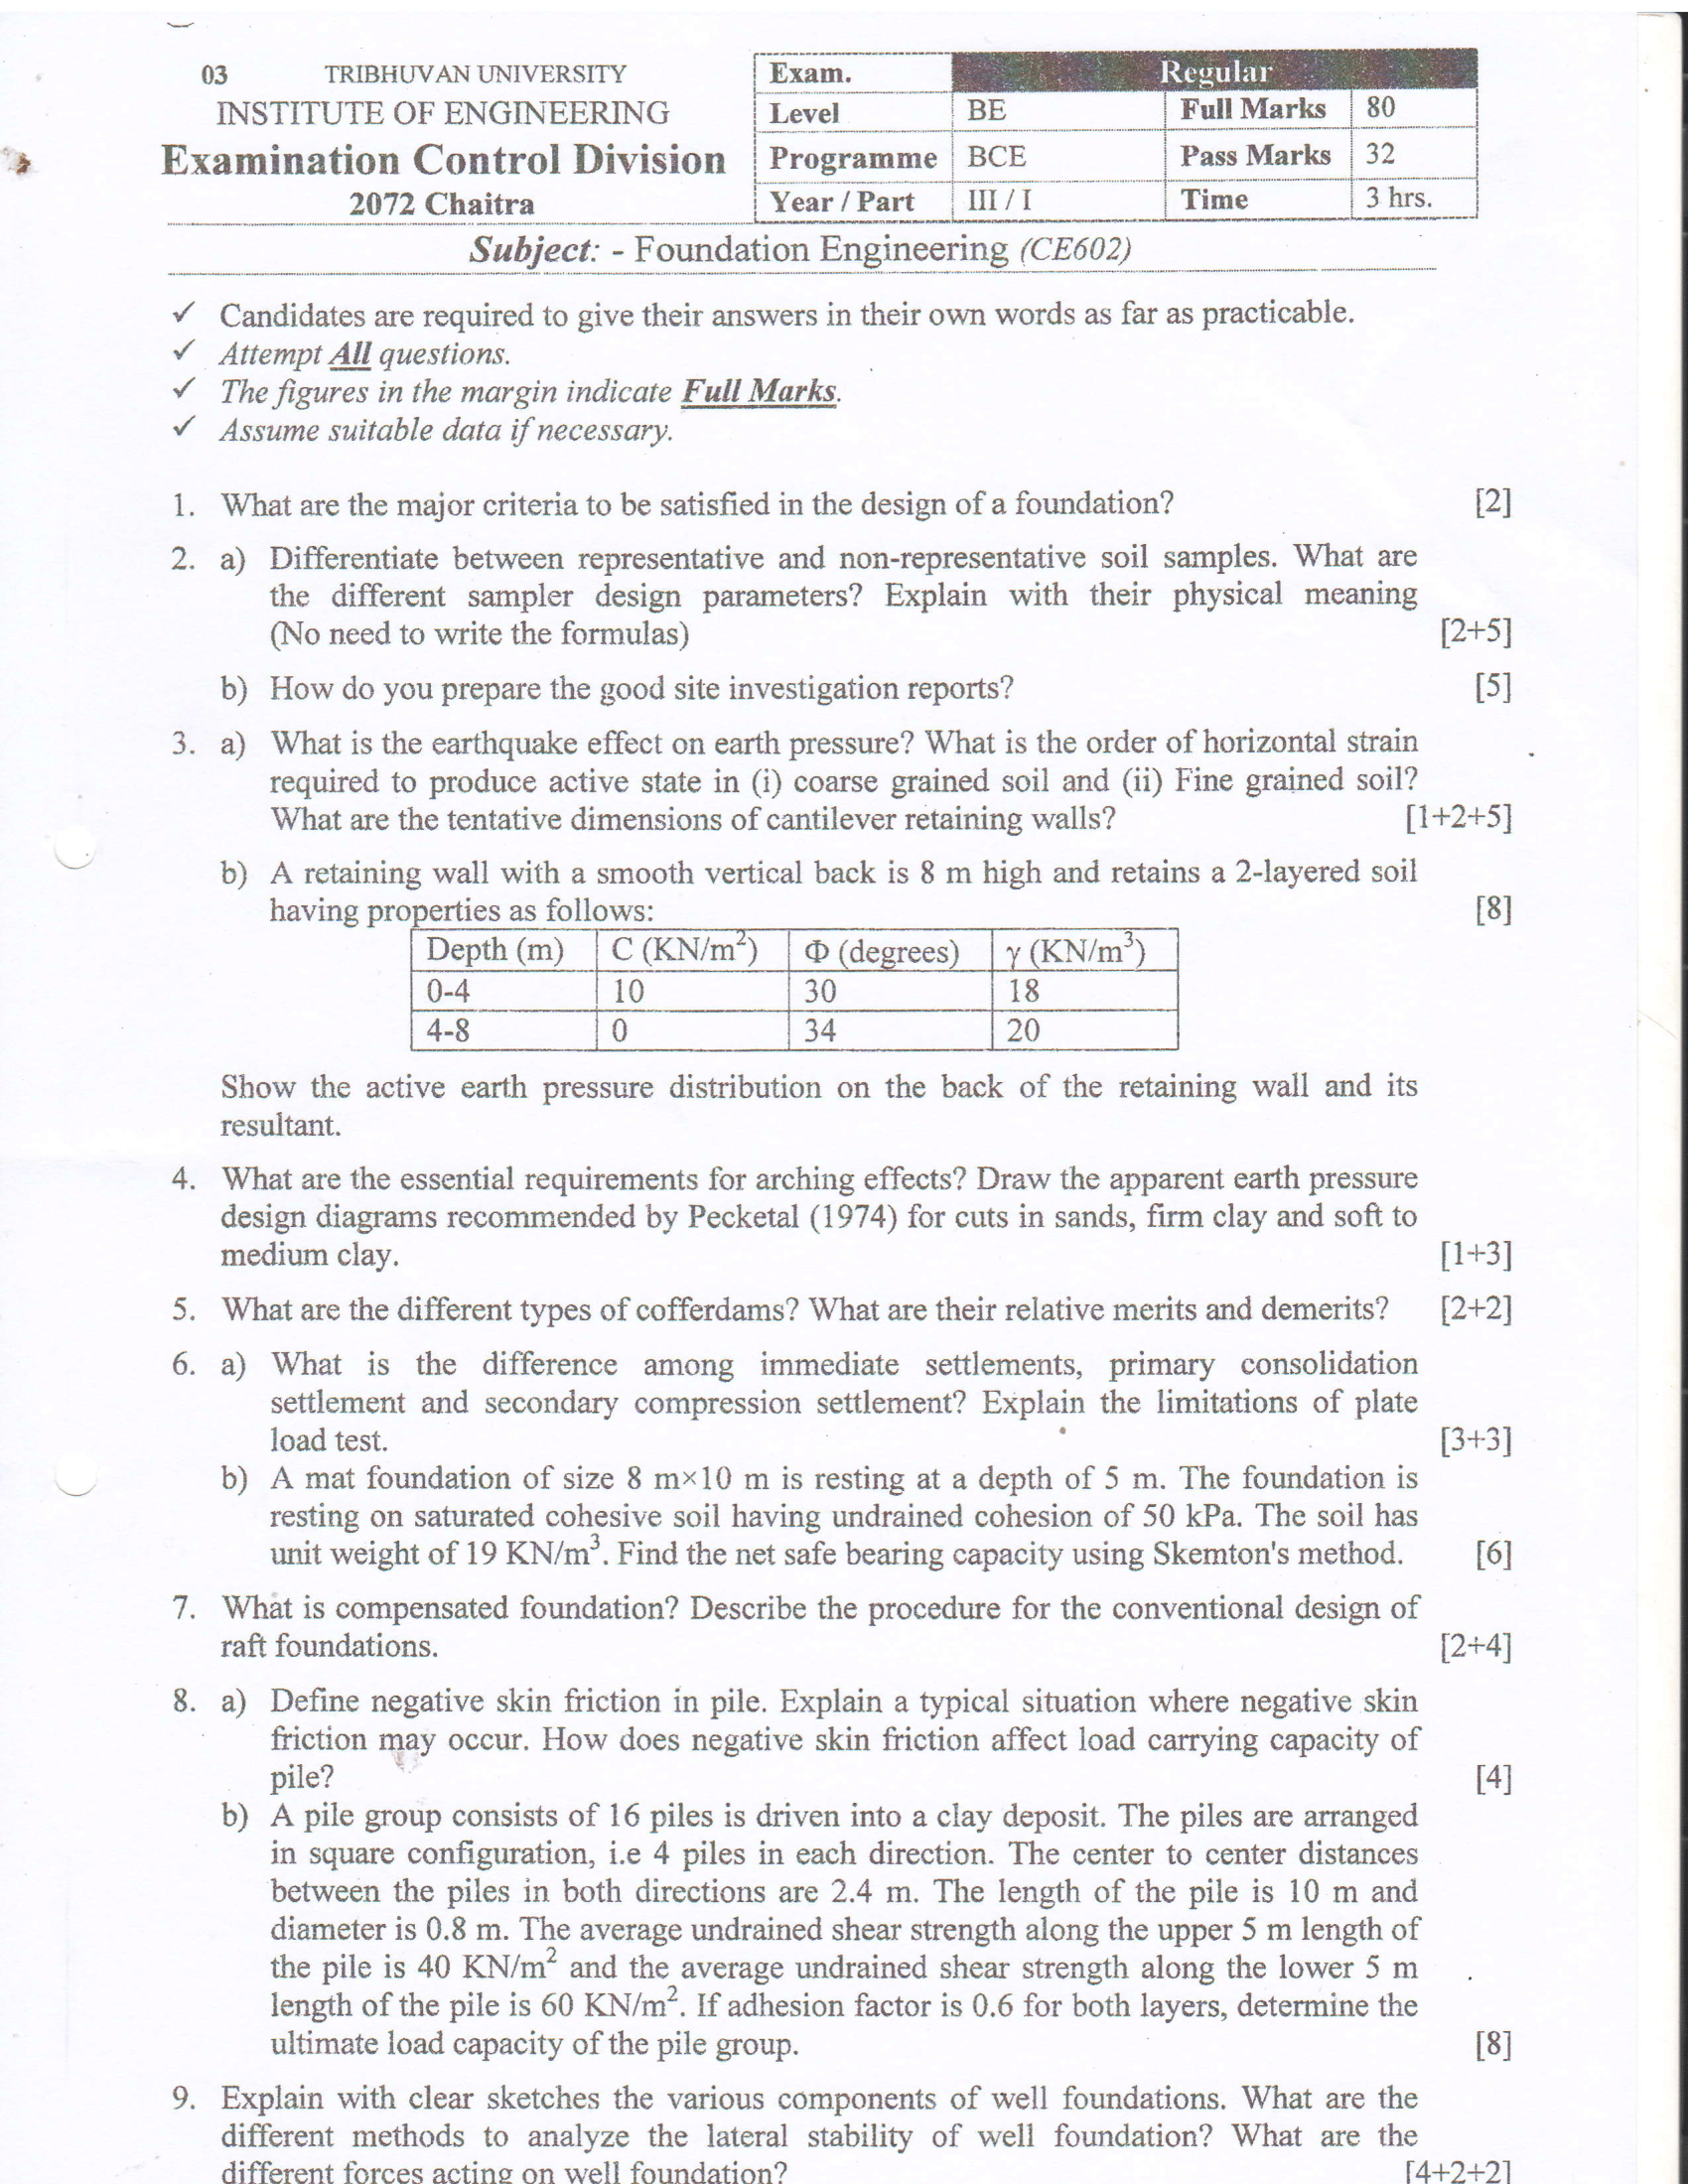 03 TRIBHUVAN UNIVERSITY
INSTITUTE OF ENGINEERING
Examination Control Division
2072 Chaitra
Exam. Regular
Level BE Full Marks 80
Programme BCE Pass Marks 32
Year / Part III / I Time 3 hrs.
Subject: - Foundation Engineering (CE602)
✓ Candidates are required to give their answers in their own words as far as practicable.
✓ Attempt All questions.
✓ The figures in the margin indicate Full Marks.
✓ Assume suitable data if necessary.
1. What are the major criteria to be satisfied in the design of a foundation? [2]
2. a) Differentiate between representative and non-representative soil samples. What are
the different sampler design parameters? Explain with their physical meaning
(No need to write the formulas) [2+5]
b) How do you prepare the good site investigation reports? [5]
3. a) What is the earthquake effect on earth pressure? What is the order of horizontal strain
required to produce active state in (i) coarse grained soil and (ii) Fine grained soil?
What are the tentative dimensions of cantilever retaining walls? [1+2+5]
b) A retaining wall with a smooth vertical back is 8 m high and retains a 2-layered soil
having properties as follows: [8]
Depth (m) C (KN/m²) Φ (degrees) γ (KN/m³)
0-4 10 30 18
4-8 0 34 20
Show the active earth pressure distribution on the back of the retaining wall and its
resultant.
4. What are the essential requirements for arching effects? Draw the apparent earth pressure
design diagrams recommended by Pecketal (1974) for cuts in sands, firm clay and soft to
medium clay. [1+3]
5. What are the different types of cofferdams? What are their relative merits and demerits? [2+2]
6. a) What is the difference among immediate settlements, primary consolidation
settlement and secondary compression settlement? Explain the limitations of plate
load test. [3+3]
b) A mat foundation of size 8 m×10 m is resting at a depth of 5 m. The foundation is
resting on saturated cohesive soil having undrained cohesion of 50 kPa. The soil has
unit weight of 19 KN/m³. Find the net safe bearing capacity using Skemton's method. [6]
7. What is compensated foundation? Describe the procedure for the conventional design of
raft foundations. [2+4]
8. a) Define negative skin friction in pile. Explain a typical situation where negative skin
friction may occur. How does negative skin friction affect load carrying capacity of
pile? [4]
b) A pile group consists of 16 piles is driven into a clay deposit. The piles are arranged
in square configuration, i.e 4 piles in each direction. The center to center distances
between the piles in both directions are 2.4 m. The length of the pile is 10 m and
diameter is 0.8 m. The average undrained shear strength along the upper 5 m length of
the pile is 40 KN/m² and the average undrained shear strength along the lower 5 m
length of the pile is 60 KN/m². If adhesion factor is 0.6 for both layers, determine the
ultimate load capacity of the pile group. [8]
9. Explain with clear sketches the various components of well foundations. What are the
different methods to analyze the lateral stability of well foundation? What are the
different forces acting on well foundation? [4+2+2]